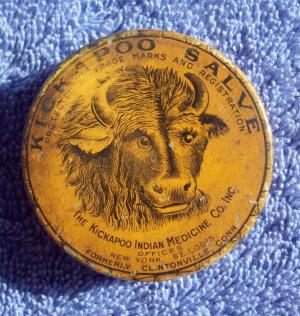 KICKAPOO SALVE
PROTECTED TRADE MARKS AND REGISTRATION
THE KICKAPOO INDIAN MEDICINE CO. INC.
OFFICES
NEW YORK, ST. LOUIS.
FORMERLY CLINTONVILLE CONN